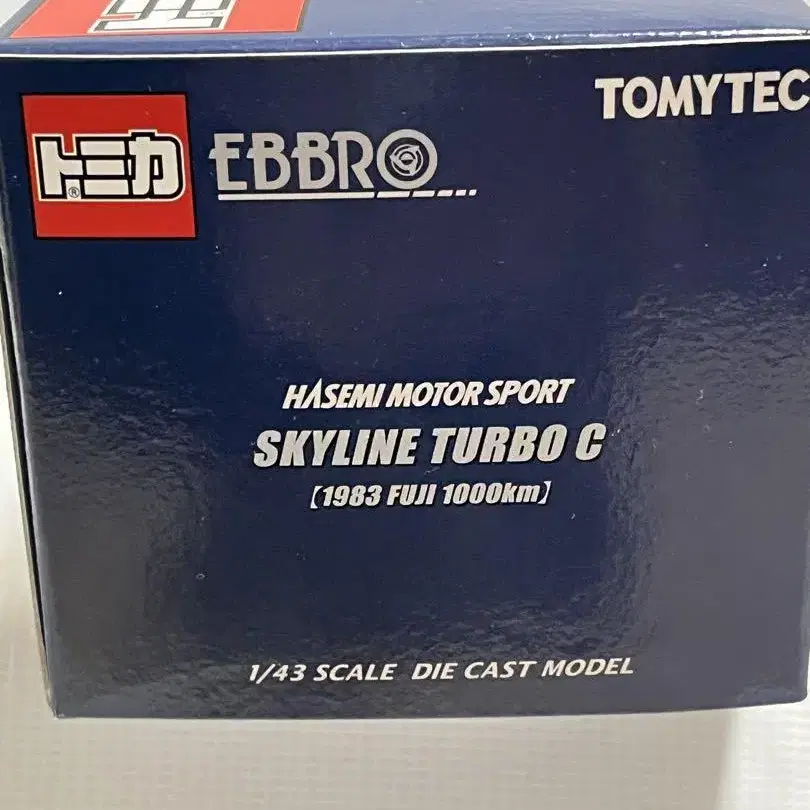 TOMYTEC
トミカ®
EBBRO
HASEMI MOTOR SPORT
SKYLINE TURBO C
【1983 FUJI 1000km】
1/43 SCALE DIE CAST MODEL